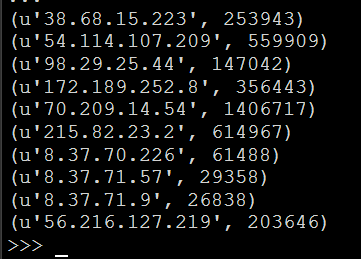 (u'38.68.15.223', 253943)
(u'54.114.107.209', 559909)
(u'98.29.25.44', 147042)
(u'172.189.252.8', 356443)
(u'70.209.14.54', 1406717)
(u'215.82.23.2', 614967)
(u'8.37.70.226', 61488)
(u'8.37.71.57', 29358)
(u'8.37.71.9', 26838)
(u'56.216.127.219', 203646)
>>> _